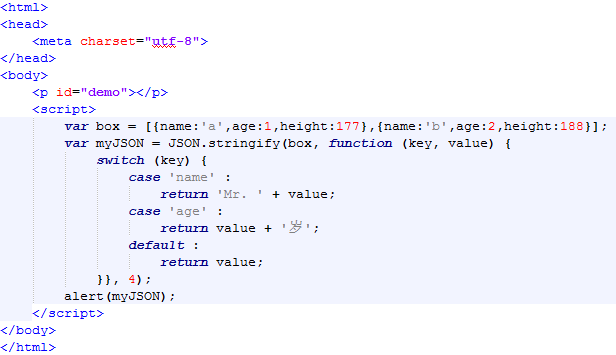 <html>
<head>
    <meta charset="utf-8">
</head>
<body>
    <p id="demo"></p>
    <script>
        var box = [{name:'a',age:1,height:177},{name:'b',age:2,height:188}];
        var myJSON = JSON.stringify(box, function (key, value) {
            switch (key) {
                case 'name' :
                    return 'Mr. ' + value;
                case 'age' :
                    return value + '岁';
                default :
                    return value;
            }}, 4);
        alert(myJSON);
    </script>
</body>
</html>